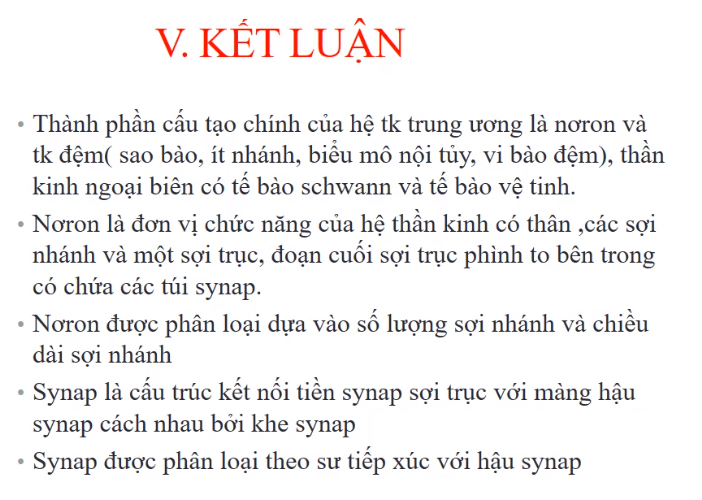 V. KẾT LUẬN
• Thành phần cấu tạo chính của hệ tk trung ương là nơron và
tk đệm( sao bào, ít nhánh, biểu mô nội tủy, vi bào đệm), thần
kinh ngoại biên có tế bào schwann và tế bào vệ tinh.
• Nơron là đơn vị chức năng của hệ thần kinh có thân ,các sợi
nhánh và một sợi trục, đoạn cuối sợi trục phình to bên trong
có chứa các túi synap.
• Nơron được phân loại dựa vào số lượng sợi nhánh và chiều
dài sợi nhánh
• Synap là cấu trúc kết nối tiền synap sợi trục với màng hậu
synap cách nhau bởi khe synap
• Synap được phân loại theo sư tiếp xúc với hậu synap